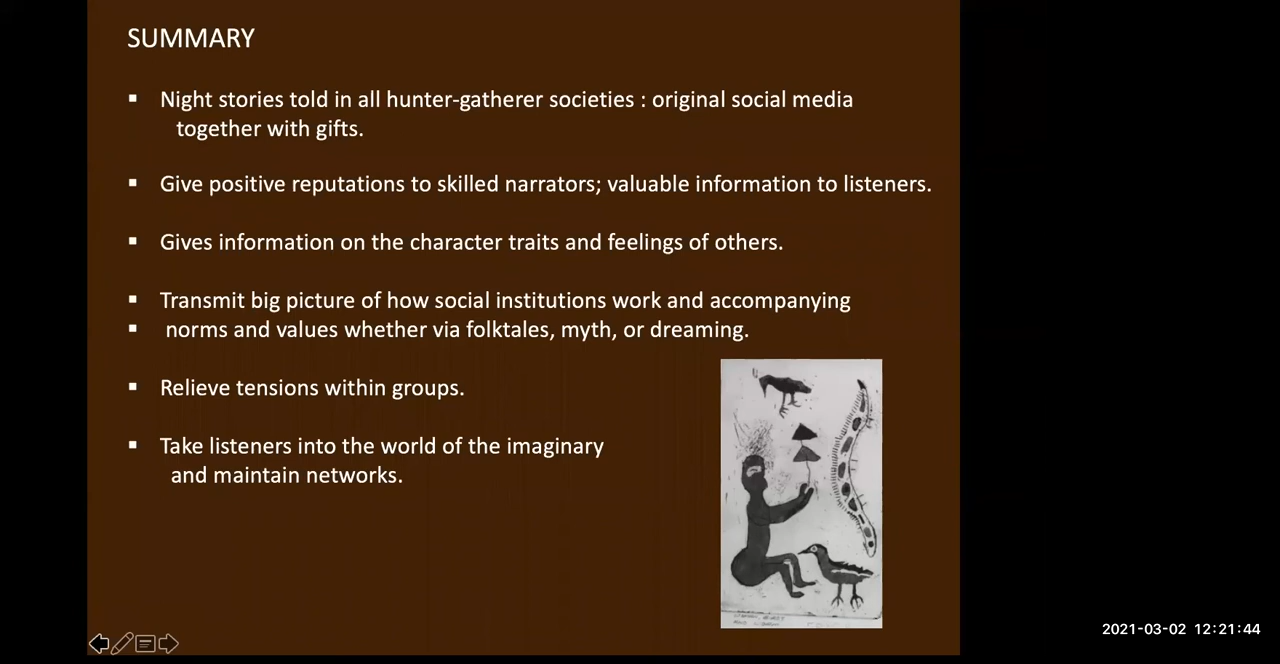 SUMMARY
▪ Night stories told in all hunter-gatherer societies : original social media
together with gifts.
▪ Give positive reputations to skilled narrators; valuable information to listeners.
▪ Gives information on the character traits and feelings of others.
▪ Transmit big picture of how social institutions work and accompanying
▪ norms and values whether via folktales, myth, or dreaming.
▪ Relieve tensions within groups.
▪ Take listeners into the world of the imaginary
and maintain networks.
2021-03-02 12:21:44